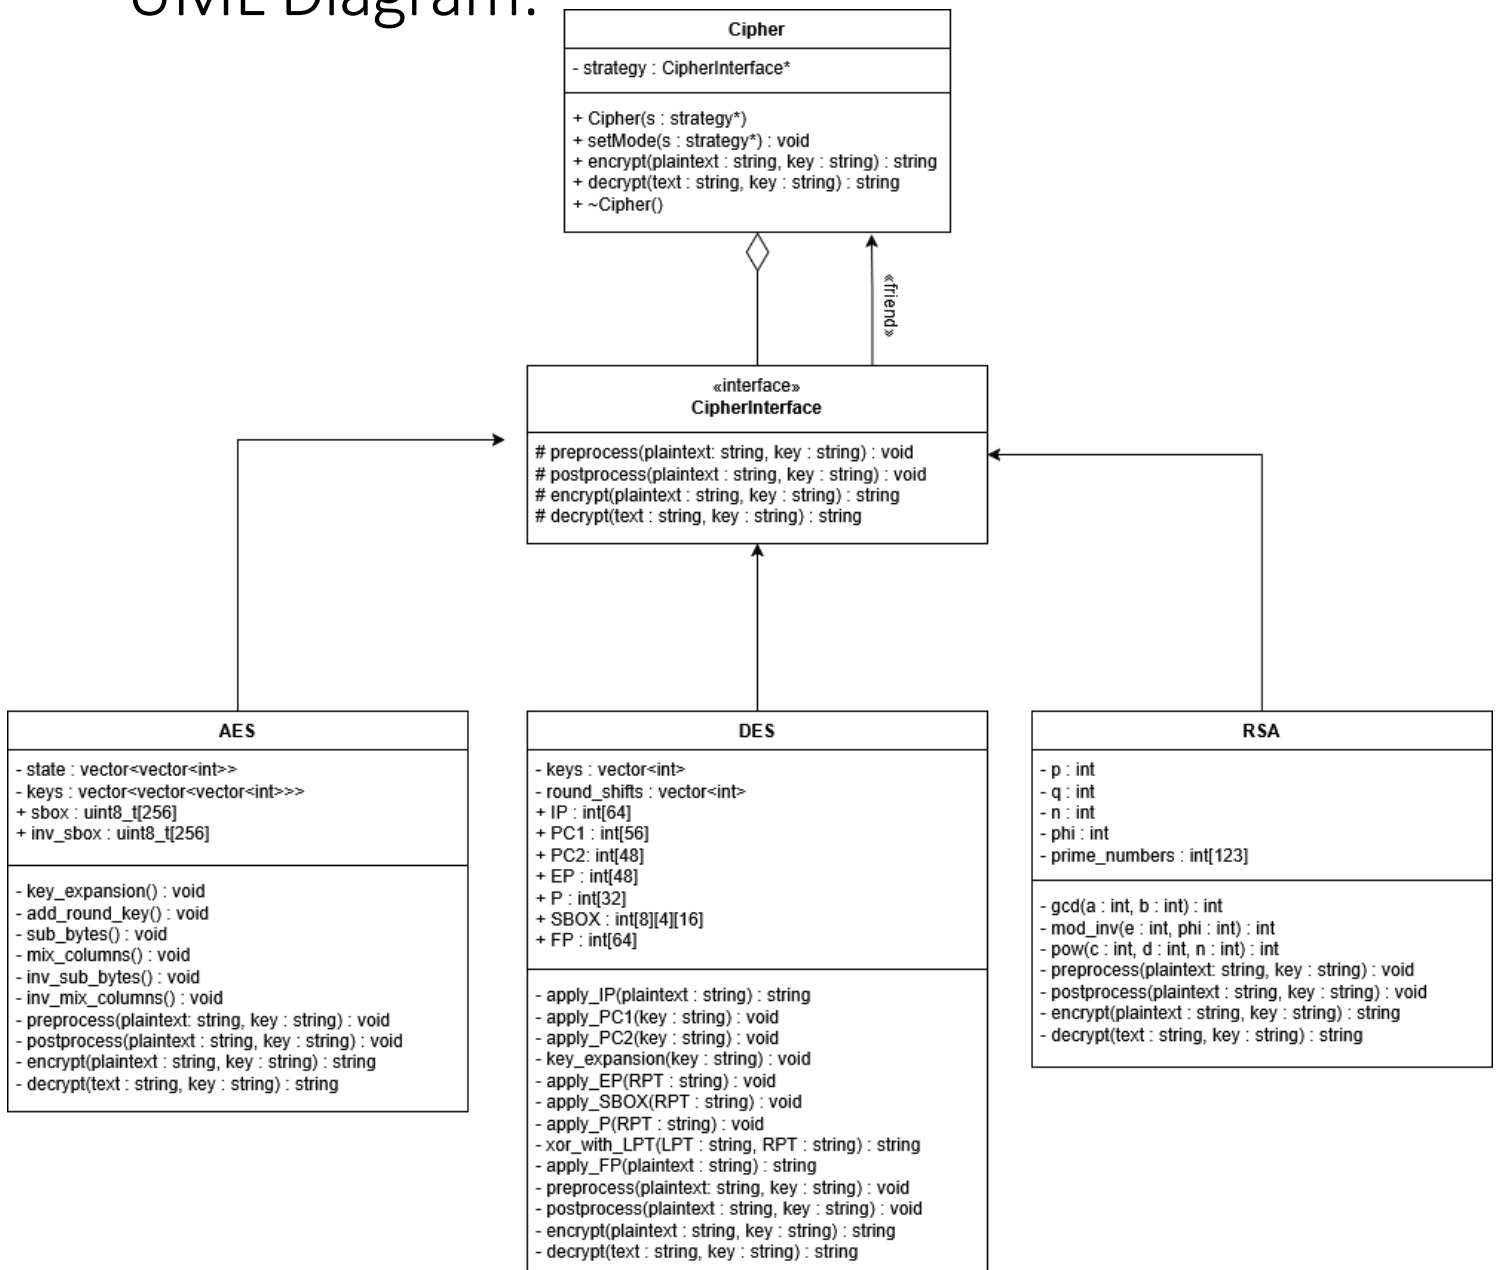 UML Diagram:
Cipher
- strategy : CipherInterface*
+ Cipher(s : strategy*)
+ setMode(s : strategy*) : void
+ encrypt(plaintext : string, key : string) : string
+ decrypt(text : string, key : string) : string
+ ~Cipher()
«friend»
«interface»
CipherInterface
# preprocess(plaintext: string, key : string) : void
# postprocess(plaintext : string, key : string) : void
# encrypt(plaintext : string, key : string) : string
# decrypt(text : string, key : string) : string
AES
- state : vector<vector<int>>
- keys : vector<vector<vector<int>>>
+ sbox : uint8_t[256]
+ inv_sbox : uint8_t[256]
- key_expansion() : void
- add_round_key() : void
- sub_bytes() : void
- mix_columns() : void
- inv_sub_bytes() : void
- inv_mix_columns() : void
- preprocess(plaintext: string, key : string) : void
- postprocess(plaintext : string, key : string) : void
- encrypt(plaintext : string, key : string) : string
- decrypt(text : string, key : string) : string
DES
- keys : vector<int>
- round_shifts : vector<int>
+ IP : int[64]
+ PC1 : int[56]
+ PC2: int[48]
+ EP : int[48]
+ P : int[32]
+ SBOX : int[8][4][16]
+ FP : int[64]
- apply_IP(plaintext : string) : string
- apply_PC1(key : string) : void
- apply_PC2(key : string) : void
- key_expansion(key : string) : void
- apply_EP(RPT : string) : void
- apply_SBOX(RPT : string) : void
- apply_P(RPT : string) : void
- xor_with_LPT(LPT : string, RPT : string) : string
- apply_FP(plaintext : string) : string
- preprocess(plaintext: string, key : string) : void
- postprocess(plaintext : string, key : string) : void
- encrypt(plaintext : string, key : string) : string
- decrypt(text : string, key : string) : string
RSA
- p : int
- q : int
- n : int
- phi : int
- prime_numbers : int[123]
- gcd(a : int, b : int) : int
- mod_inv(e : int, phi : int) : int
- pow(c : int, d : int, n : int) : int
- preprocess(plaintext: string, key : string) : void
- postprocess(plaintext : string, key : string) : void
- encrypt(plaintext : string, key : string) : string
- decrypt(text : string, key : string) : string